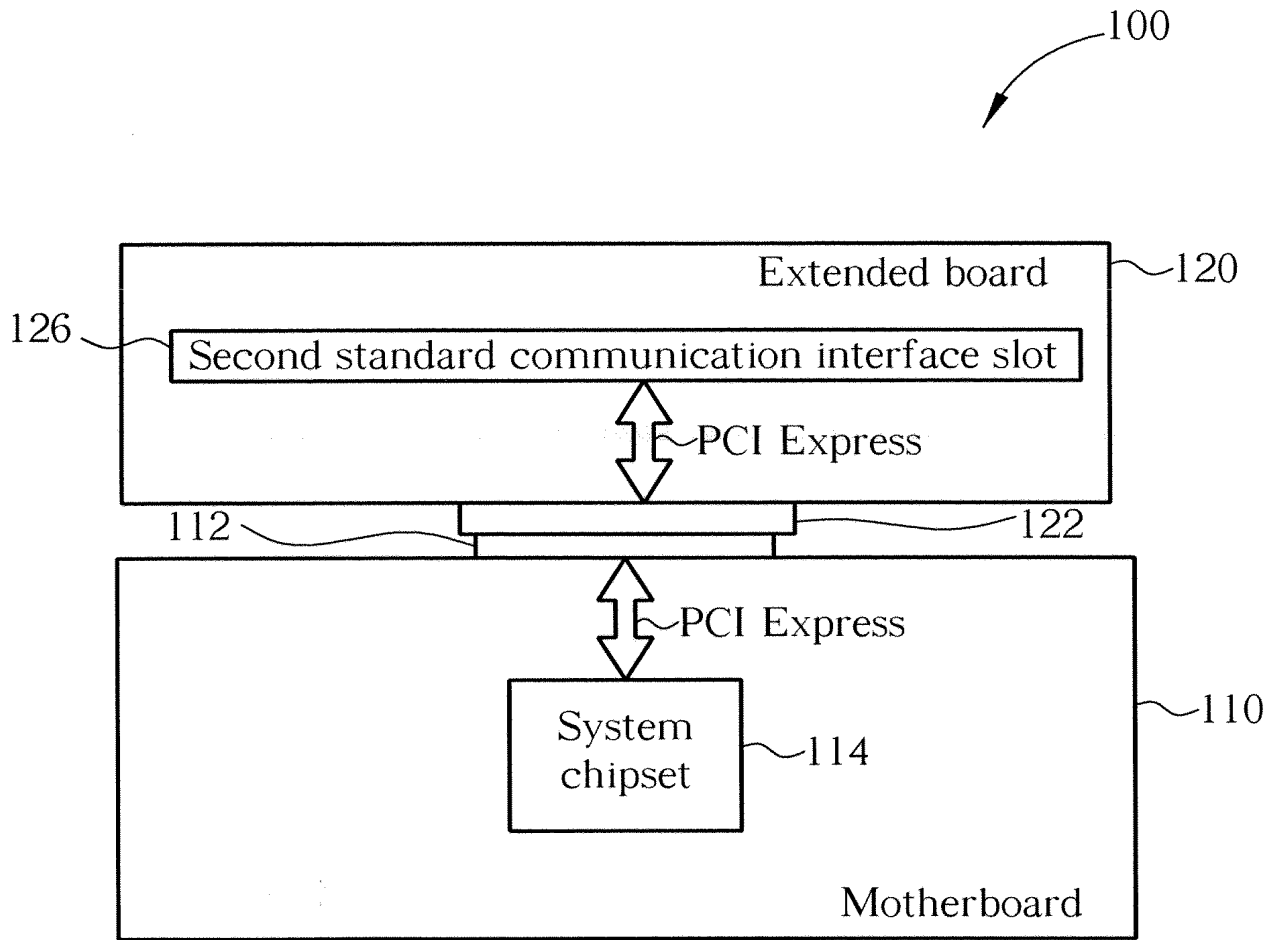 100
Extended board
120
126
Second standard communication interface slot
PCI Express
112
122
PCI Express
System
chipset
114
110
Motherboard